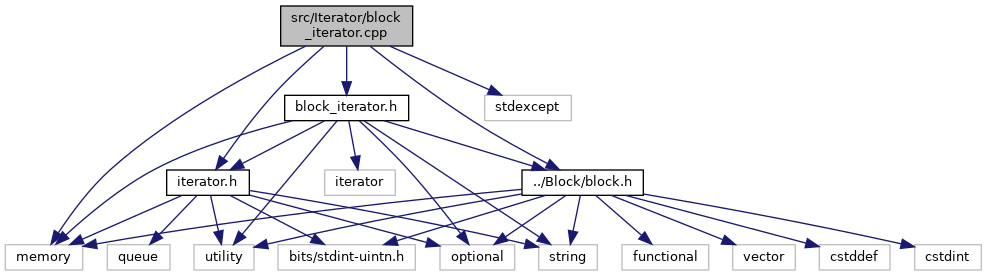 src/Iterator/block
_iterator.cpp
block_iterator.h
stdexcept
iterator.h
iterator
../Block/block.h
memory
queue
utility
bits/stdint-uintn.h
optional
string
functional
vector
cstddef
cstdint